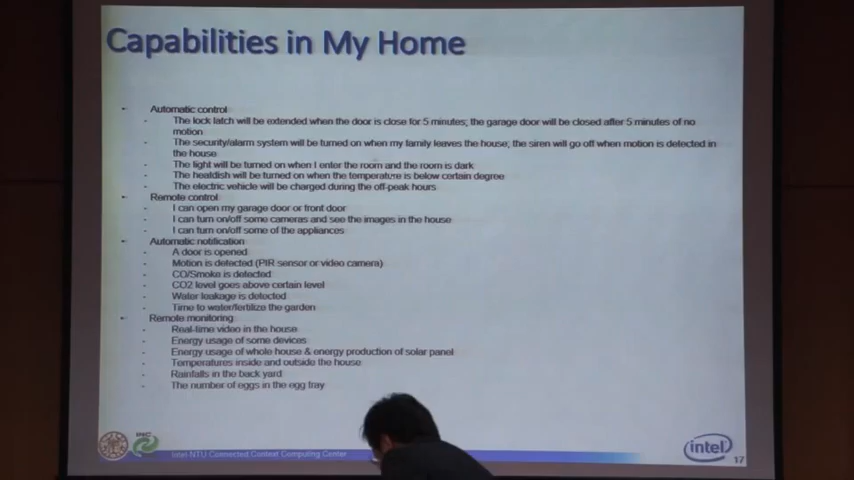 Capabilities in My Home
Automatic control
- The lock latch will be extended when the door is close for 5 minutes; the garage door will be closed after 5 minutes of no
motion
- The security/alarm system will be turned on when my family leaves the house; the siren will go off when motion is detected in
the house
- The light will be turned on when I enter the room and the room is dark
- The heatdish will be turned on when the temperature is below certain degree
- The electric vehicle will be charged during the off-peak hours
Remote control
- I can open my garage door or front door
- I can turn on/off some cameras and see the images in the house
- I can turn on/off some of the appliances
Automatic notification
- A door is opened
- Motion is detected (PIR sensor or video camera)
- CO/Smoke is detected
- CO2 level goes above certain level
- Water leakage is detected
- Time to water/fertilize the garden
Remote monitoring
- Real-time video in the house
- Energy usage of some devices
- Energy usage of whole house & energy production of solar panel
- Temperatures inside and outside the house
- Rainfalls in the back yard
- The number of eggs in the egg tray
Intel-NTU Connected Context Computing Center
intel
17